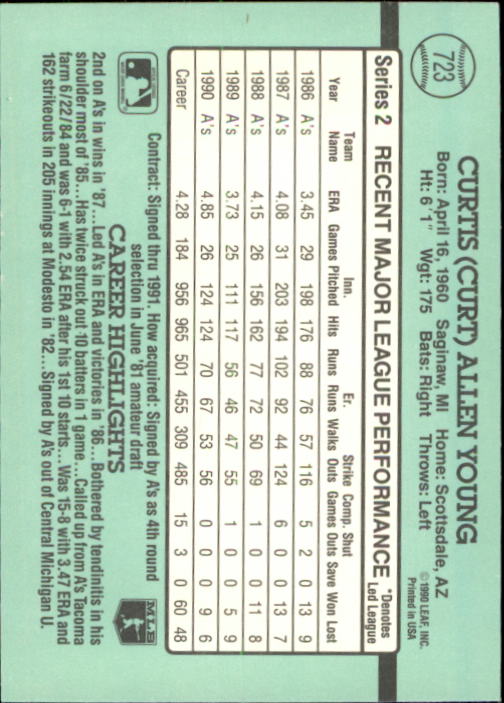 723
CURTIS (CURT) ALLEN YOUNG
Born: April 16, 1960 Saginaw, MI Home: Scottsdale, AZ
Ht: 6'1" Wgt: 175 Bats: Right Throws: Left
©1990 LEAF, INC.
Printed in USA
Series 2 RECENT MAJOR LEAGUE PERFORMANCE *Denotes Led League
Year Team Name ERA Games Inn. Pitched Hits Runs Er. Runs Walks Strike Outs Comp. Games Shut Outs Save Won Lost
1986 A's 3.45 29 198 176 88 76 57 116 5 2 0 13 9
1987 A's 4.08 31 203 194 102 92 44 124 6 0 0 13 7
1988 A's 4.15 26 156 162 77 72 50 69 1 0 0 11 8
1989 A's 3.73 25 111 117 56 46 47 55 1 0 0 5 9
1990 A's 4.85 26 124 124 70 67 53 56 0 0 0 9 6
Career 4.28 184 956 965 501 455 309 485 15 3 0 60 48
Contract: Signed thru 1991. How acquired: Signed by A's as 4th round
selection in June '81 amateur draft
CAREER HIGHLIGHTS
MLB
2nd on A's in wins in '87...Led A's in ERA and victories in '86...Bothered by tendinitis in his
shoulder most of '85...Has twice struck out 10 batters in 1 game...Called up from A's Tacoma
farm 6/22/84 and was 6-1 with 2.54 ERA after his 1st 10 starts...Was 15-8 with 3.47 ERA and
162 strikeouts in 205 innings at Modesto in '82...Signed by A's out of Central Michigan U.